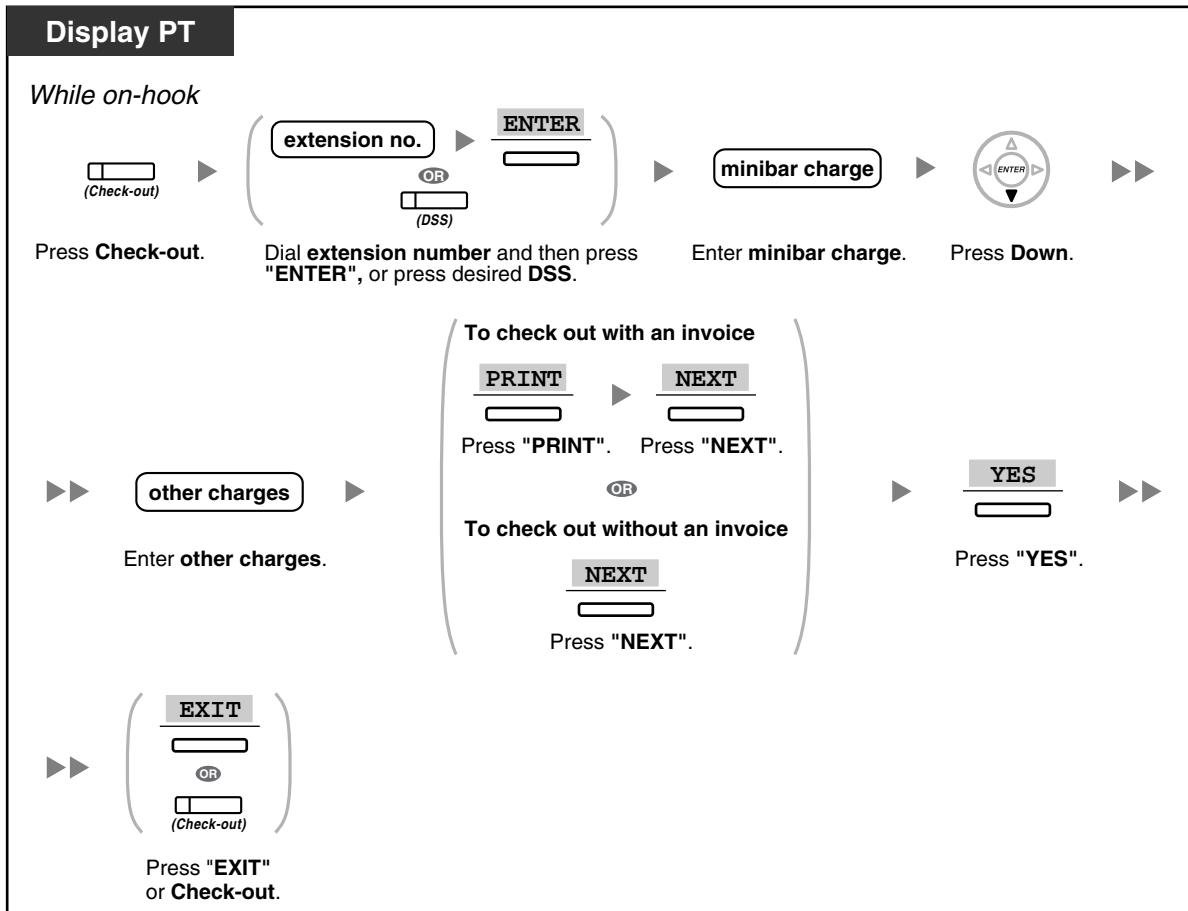 Display PT
While on-hook
(Check-out)
extension no.
ENTER
OR
(DSS)
minibar charge
ENTER
Press Check-out.
Dial extension number and then press
"ENTER", or press desired DSS.
Enter minibar charge.
Press Down.
other charges
Enter other charges.
To check out with an invoice
PRINT
NEXT
Press "PRINT".
Press "NEXT".
OR
To check out without an invoice
NEXT
Press "NEXT".
YES
Press "YES".
EXIT
OR
(Check-out)
Press "EXIT"
or Check-out.